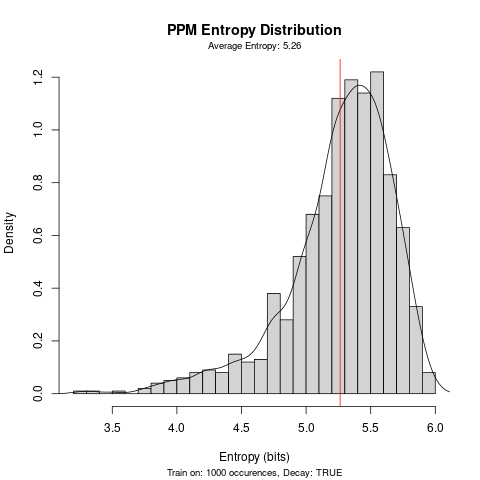 PPM Entropy Distribution
Average Entropy: 5.26
1.2
1.0
0.8
0.6
0.4
0.2
0.0
Density
3.5 4.0 4.5 5.0 5.5 6.0
Entropy (bits)
Train on: 1000 occurences, Decay: TRUE